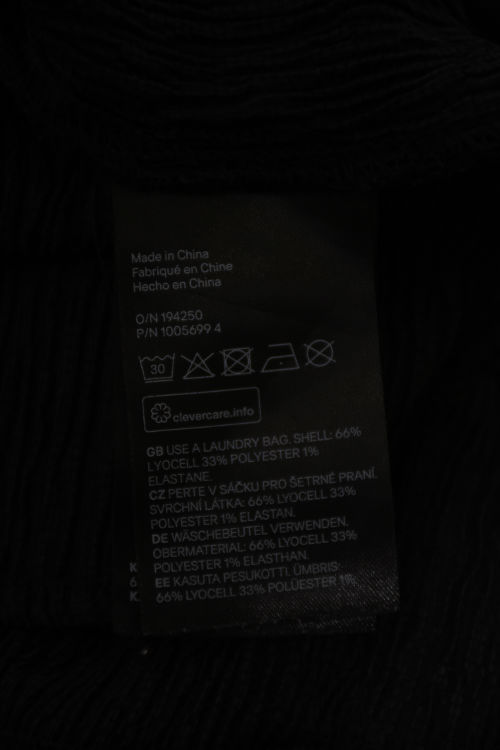 Made in China
Fabriqué en Chine
Hecho en China
O/N 194250
P/N 1005699 4
30
clevercare.info
GB USE A LAUNDRY BAG. SHELL: 66%
LYOCELL 33% POLYESTER 1%
ELASTANE.
CZ PERTE V SÁČKU PRO ŠETRNÉ PRANÍ.
SVRCHNÍ LÁTKA: 66% LYOCELL 33%
POLYESTER 1% ELASTAN.
DE WÄSCHEBEUTEL VERWENDEN.
OBERMATERIAL: 66% LYOCELL 33%
POLYESTER 1% ELASTHAN.
EE KASUTA PESUKOTTI. ÜMBRIS:
66% LYOCELL 33% POLÜESTER 1%
K
6
K